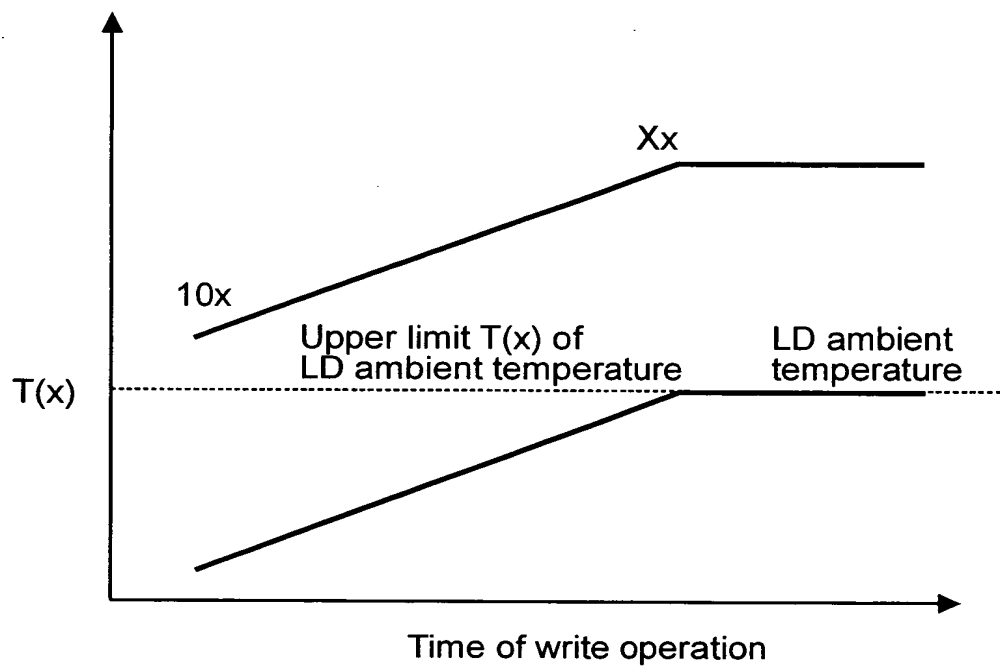 Xx
10x
Upper limit T(x) of
LD ambient temperature
LD ambient
temperature
T(x)
Time of write operation